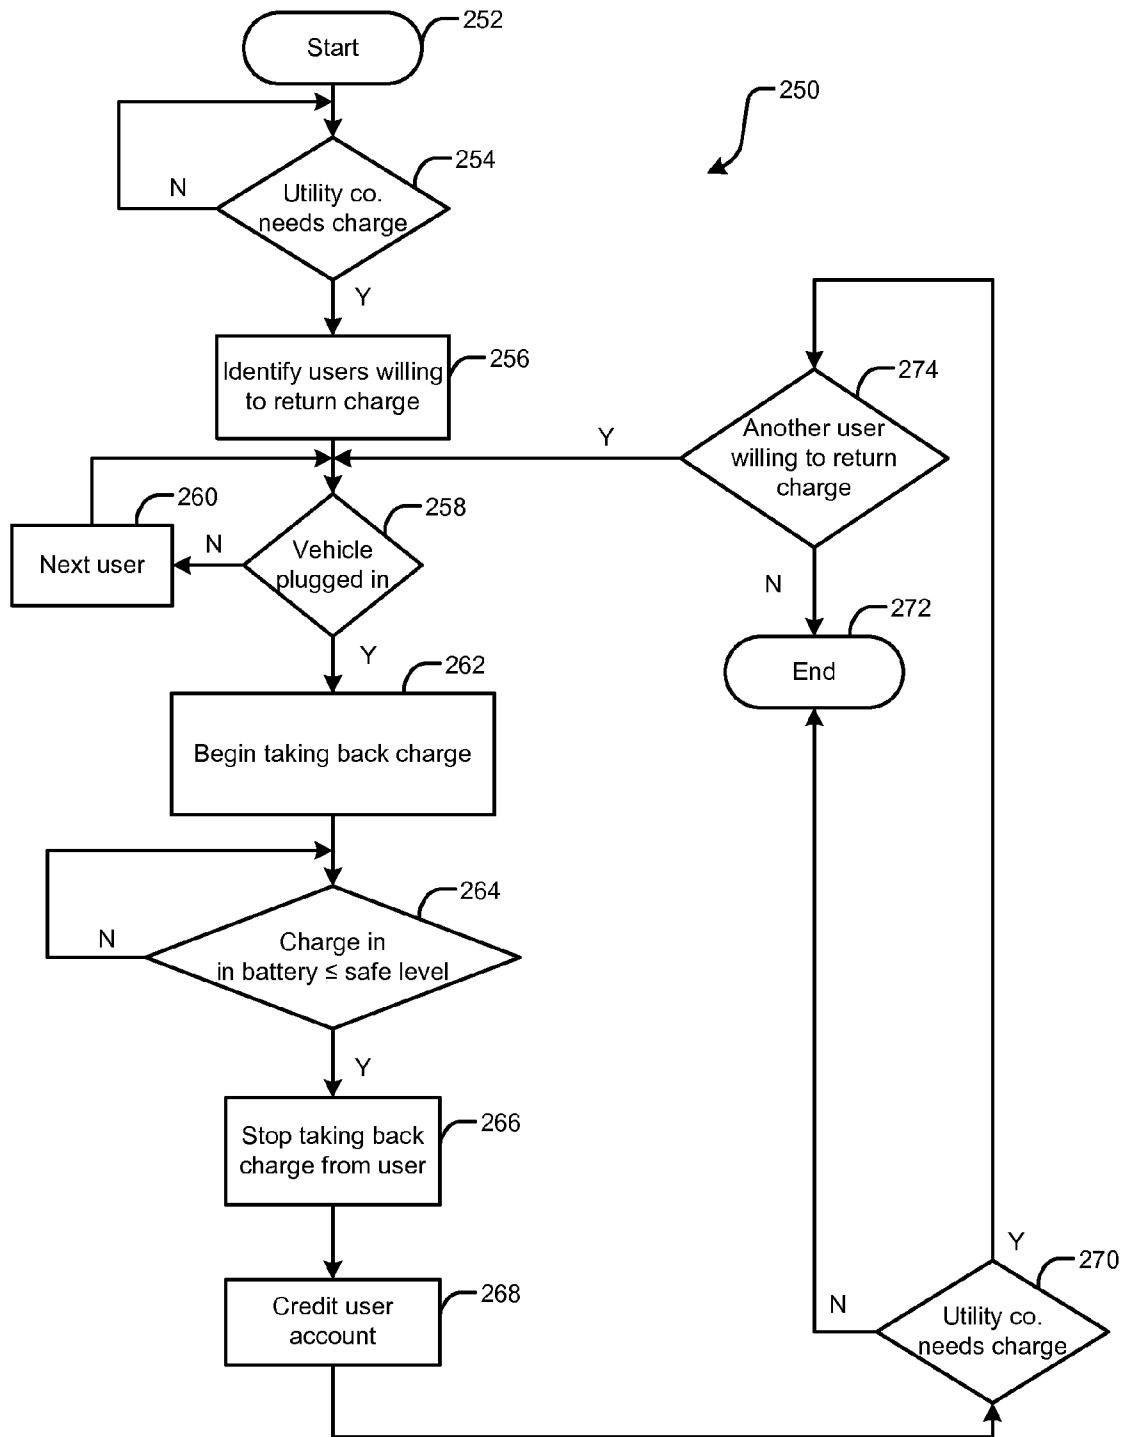 252
Start
250
254
N
Utility co.
needs charge
Y
256
Identify users willing
to return charge
274
Another user
willing to return
charge
Y
260
258
Next user
N
Vehicle
plugged in
N
272
End
Y
262
Begin taking back charge
264
N
Charge in
in battery ≤ safe level
Y
266
Stop taking back
charge from user
Y
270
268
Credit user
account
N
Utility co.
needs charge